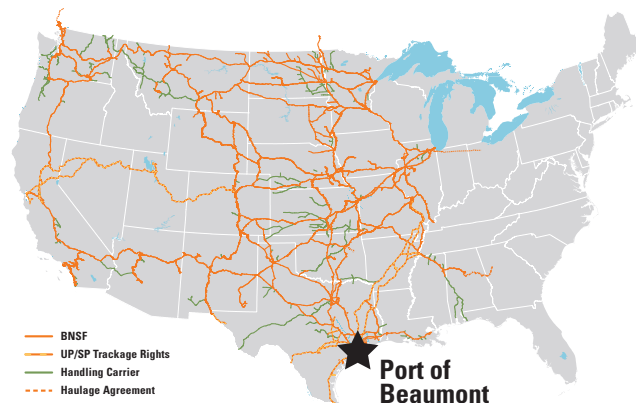 BNSF
UP/SP Trackage Rights
Handling Carrier
Haulage Agreement
Port of
Beaumont